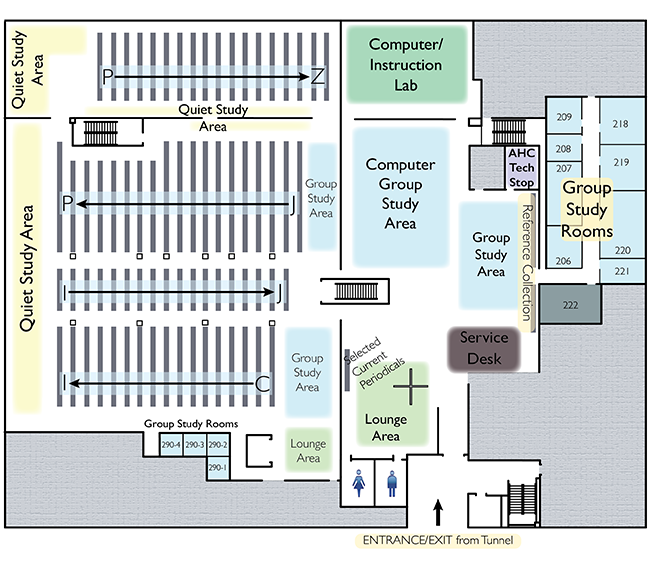 Quiet Study
Area
P
Z
Computer/
Instruction
Lab
Quiet Study
Area
209
208
207
206
218
219
220
221
222
AHC
Tech
Stop
Group
Study
Rooms
Quiet Study Area
P
J
Group
Study
Area
Computer
Group
Study
Area
Group
Study
Area
Reference Collection
I
J
I
C
Group
Study
Area
Selected
Current
Periodicals
Service
Desk
Lounge
Area
Group Study Rooms
290-4
290-3
290-2
290-1
Lounge
Area
ENTRANCE/EXIT from Tunnel